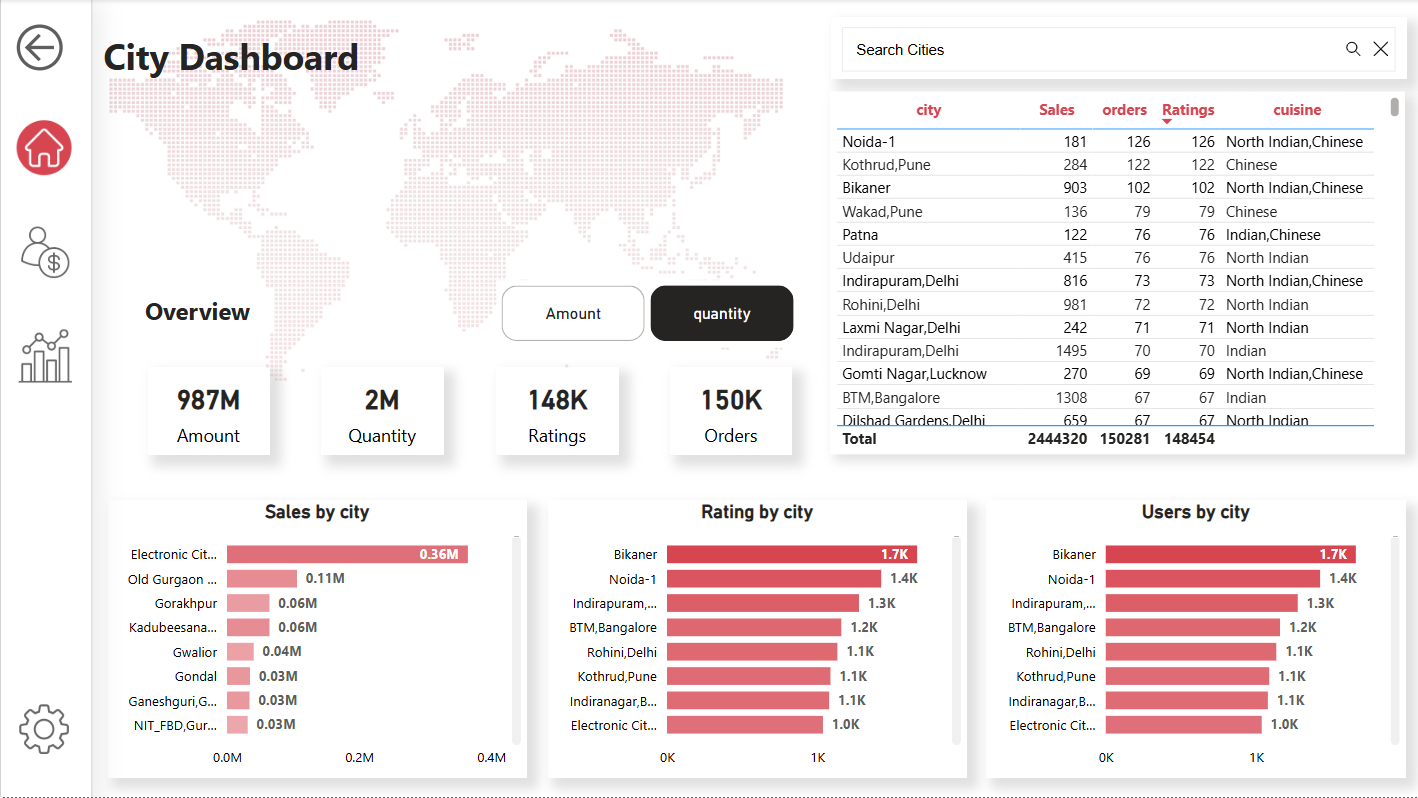 City Dashboard
Search Cities
city Sales orders Ratings cuisine
Noida-1 181 126 126 North Indian,Chinese
Kothrud,Pune 284 122 122 Chinese
Bikaner 903 102 102 North Indian,Chinese
Wakad,Pune 136 79 79 Chinese
Patna 122 76 76 Indian,Chinese
Udaipur 415 76 76 North Indian
Indirapuram,Delhi 816 73 73 North Indian,Chinese
Rohini,Delhi 981 72 72 North Indian
Laxmi Nagar,Delhi 242 71 71 North Indian
Indirapuram,Delhi 1495 70 70 Indian
Gomti Nagar,Lucknow 270 69 69 North Indian,Chinese
BTM,Bangalore 1308 67 67 Indian
Dilshad Gardens,Delhi 659 67 67 North Indian
Total 2444320 150281 148454
Overview
Amount quantity
987M 2M 148K 150K
Amount Quantity Ratings Orders
Sales by city
Electronic Cit... 0.36M
Old Gurgaon ... 0.11M
Gorakhpur 0.06M
Kadubeesana... 0.06M
Gwalior 0.04M
Gondal 0.03M
Ganeshguri,G... 0.03M
NIT_FBD,Gur... 0.03M
0.0M 0.2M 0.4M
Rating by city
Bikaner 1.7K
Noida-1 1.4K
Indirapuram,... 1.3K
BTM,Bangalore 1.2K
Rohini,Delhi 1.1K
Kothrud,Pune 1.1K
Indiranagar,B... 1.1K
Electronic Cit... 1.0K
0K 1K
Users by city
Bikaner 1.7K
Noida-1 1.4K
Indirapuram,... 1.3K
BTM,Bangalore 1.2K
Rohini,Delhi 1.1K
Kothrud,Pune 1.1K
Indiranagar,B... 1.1K
Electronic Cit... 1.0K
0K 1K